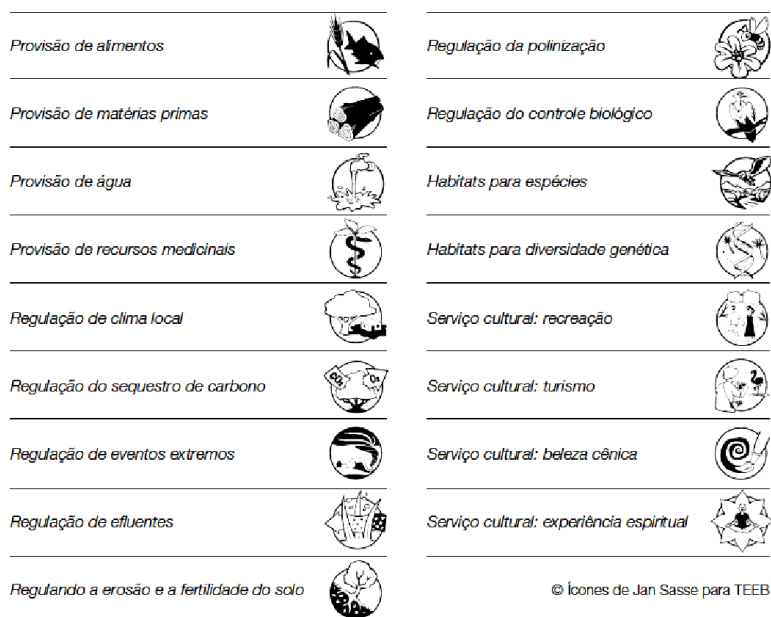 Provisão de alimentos
Provisão de matérias primas
Provisão de água
Provisão de recursos medicinais
Regulação de clima local
Regulação do sequestro de carbono
CO₂ O₂
Regulação de eventos extremos
Regulação de efluentes
Regulando a erosão e a fertilidade do solo
Regulação da polinização
Regulação do controle biológico
Habitats para espécies
Habitats para diversidade genética
Serviço cultural: recreação
Serviço cultural: turismo
Serviço cultural: beleza cênica
Serviço cultural: experiência espiritual
© Ícones de Jan Sasse para TEEB